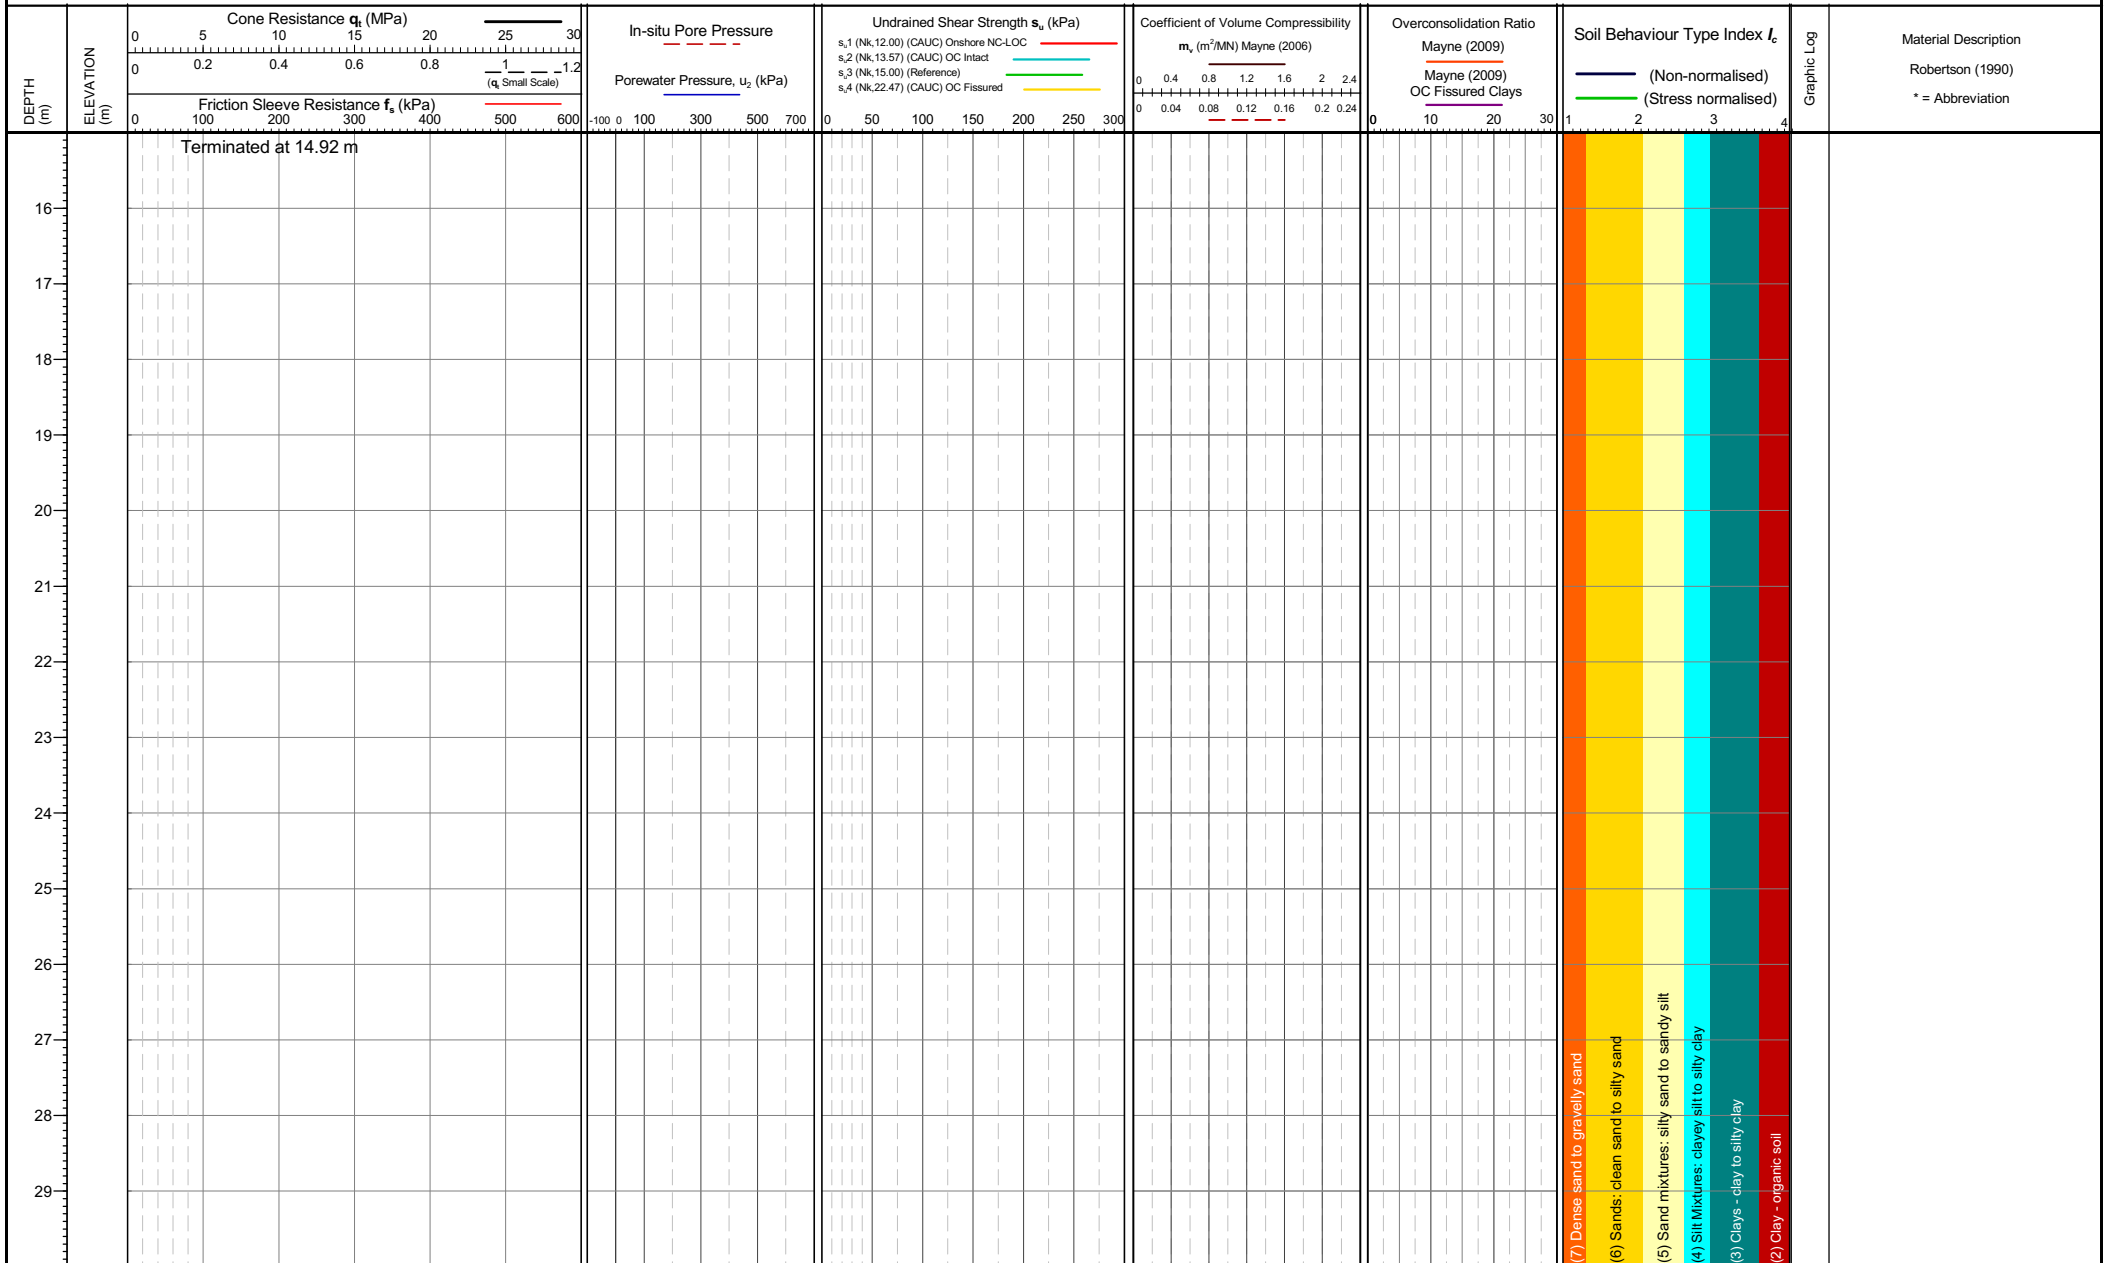 DEPTH
(m)
ELEVATION
(m)
Cone Resistance qt (MPa)
0 5 10 15 20 25 30
0 0.2 0.4 0.6 0.8 1 1.2
(qt Small Scale)
Friction Sleeve Resistance fs (kPa)
0 100 200 300 400 500 600
In-situ Pore Pressure
Porewater Pressure, u2 (kPa)
-100 0 100 300 500 700
Undrained Shear Strength su (kPa)
su1 (Nk,12.00) (CAUC) Onshore NC-LOC
su2 (Nk,13.57) (CAUC) OC Intact
su3 (Nk,15.00) (Reference)
su4 (Nk,22.47) (CAUC) OC Fissured
0 50 100 150 200 250 300
Coefficient of Volume Compressibility
mv (m²/MN) Mayne (2006)
0 0.4 0.8 1.2 1.6 2 2.4
0 0.04 0.08 0.12 0.16 0.2 0.24
Overconsolidation Ratio
Mayne (2009)
Mayne (2009)
OC Fissured Clays
0 10 20 30
Soil Behaviour Type Index Ic
(Non-normalised)
(Stress normalised)
1 2 3 4
Graphic Log
Material Description
Robertson (1990)
* = Abbreviation
Terminated at 14.92 m
16
17
18
19
20
21
22
23
24
25
26
27
28
29
(7) Dense sand to gravelly sand
(6) Sands: clean sand to silty sand
(5) Sand mixtures: silty sand to sandy silt
(4) Silt Mixtures: clayey silt to silty clay
(3) Clays - clay to silty clay
(2) Clay - organic soil